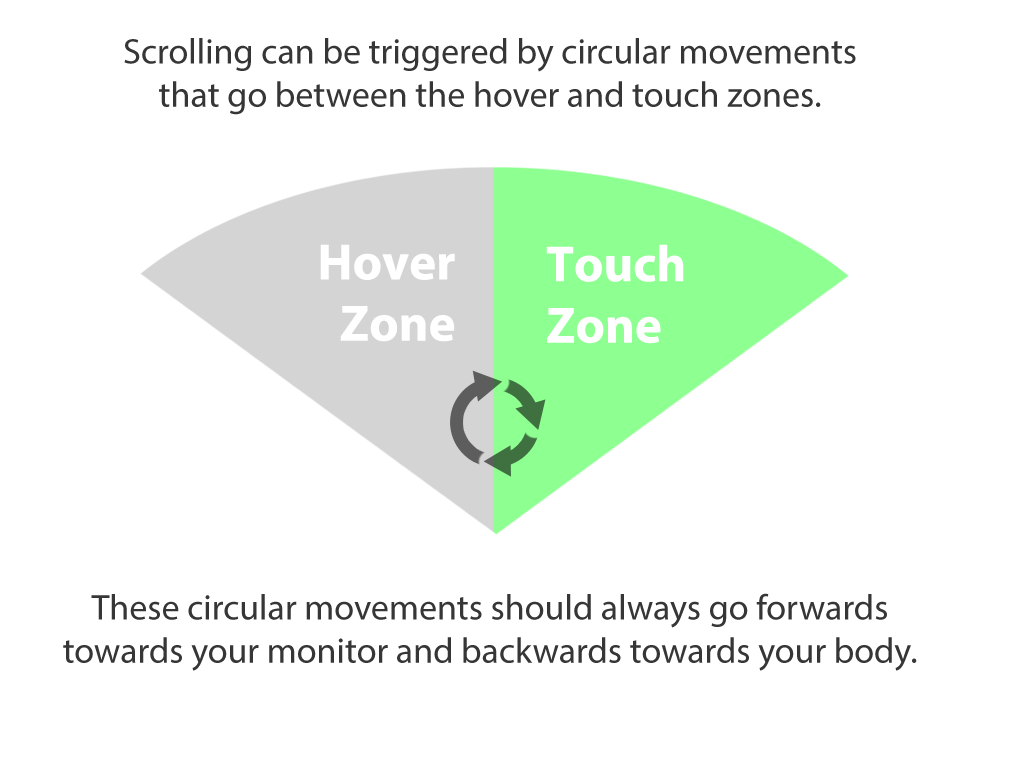 Scrolling can be triggered by circular movements
that go between the hover and touch zones.
Hover
Zone
Touch
Zone
These circular movements should always go forwards
towards your monitor and backwards towards your body.